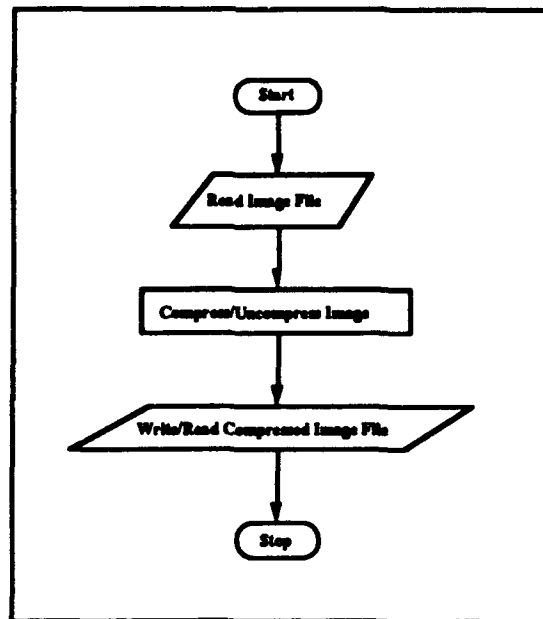 Start
Read Image File
Compress/Uncompress Image
Write/Read Compressed Image File
Stop